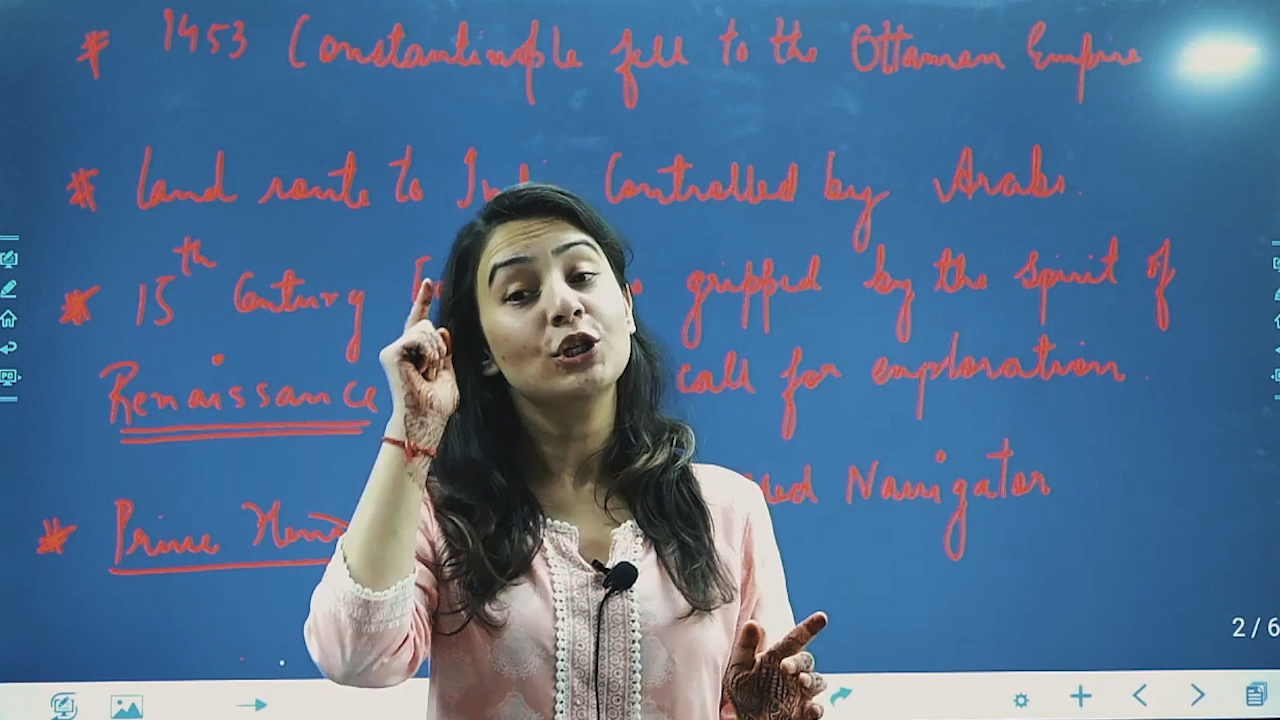 * 1453 Constantinople fell to the Ottoman Empire
* Land route to Controlled by Arabs.
* 15th Century gripped by the spirit of
Renaissance call for exploration
* Prince Navigator
2 / 6